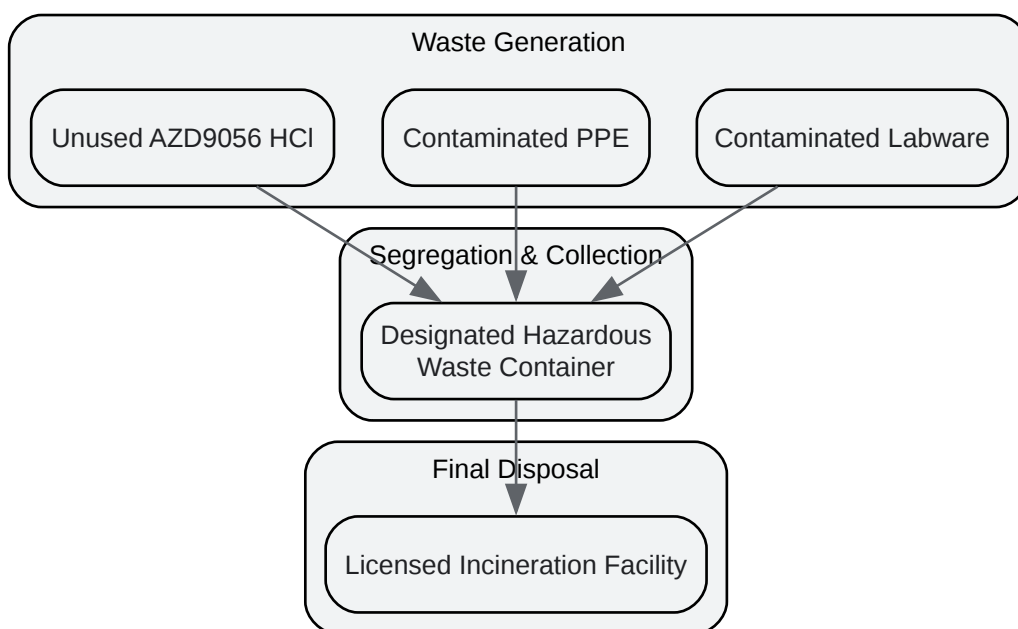 Waste Generation
Unused AZD9056 HCl
Contaminated PPE
Contaminated Labware
Segregation & Collection
Designated Hazardous
Waste Container
Final Disposal
Licensed Incineration Facility